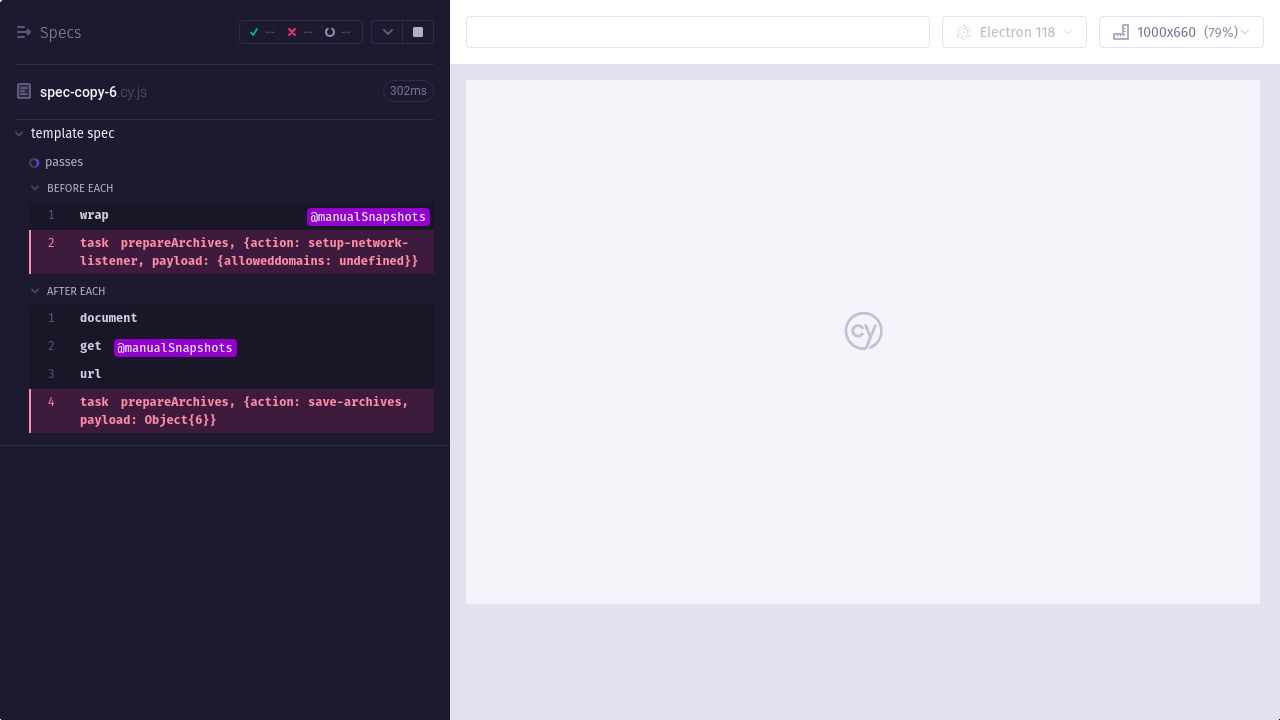 Specs
--
--
--
spec-copy-6.cy.js
302ms
template spec
passes
BEFORE EACH
1 wrap @manualSnapshots
2 task prepareArchives, {action: setup-network-
listener, payload: {alloweddomains: undefined}}
AFTER EACH
1 document
2 get @manualSnapshots
3 url
4 task prepareArchives, {action: save-archives,
payload: Object{6}}
Electron 118
1000x660 (79%)
cy